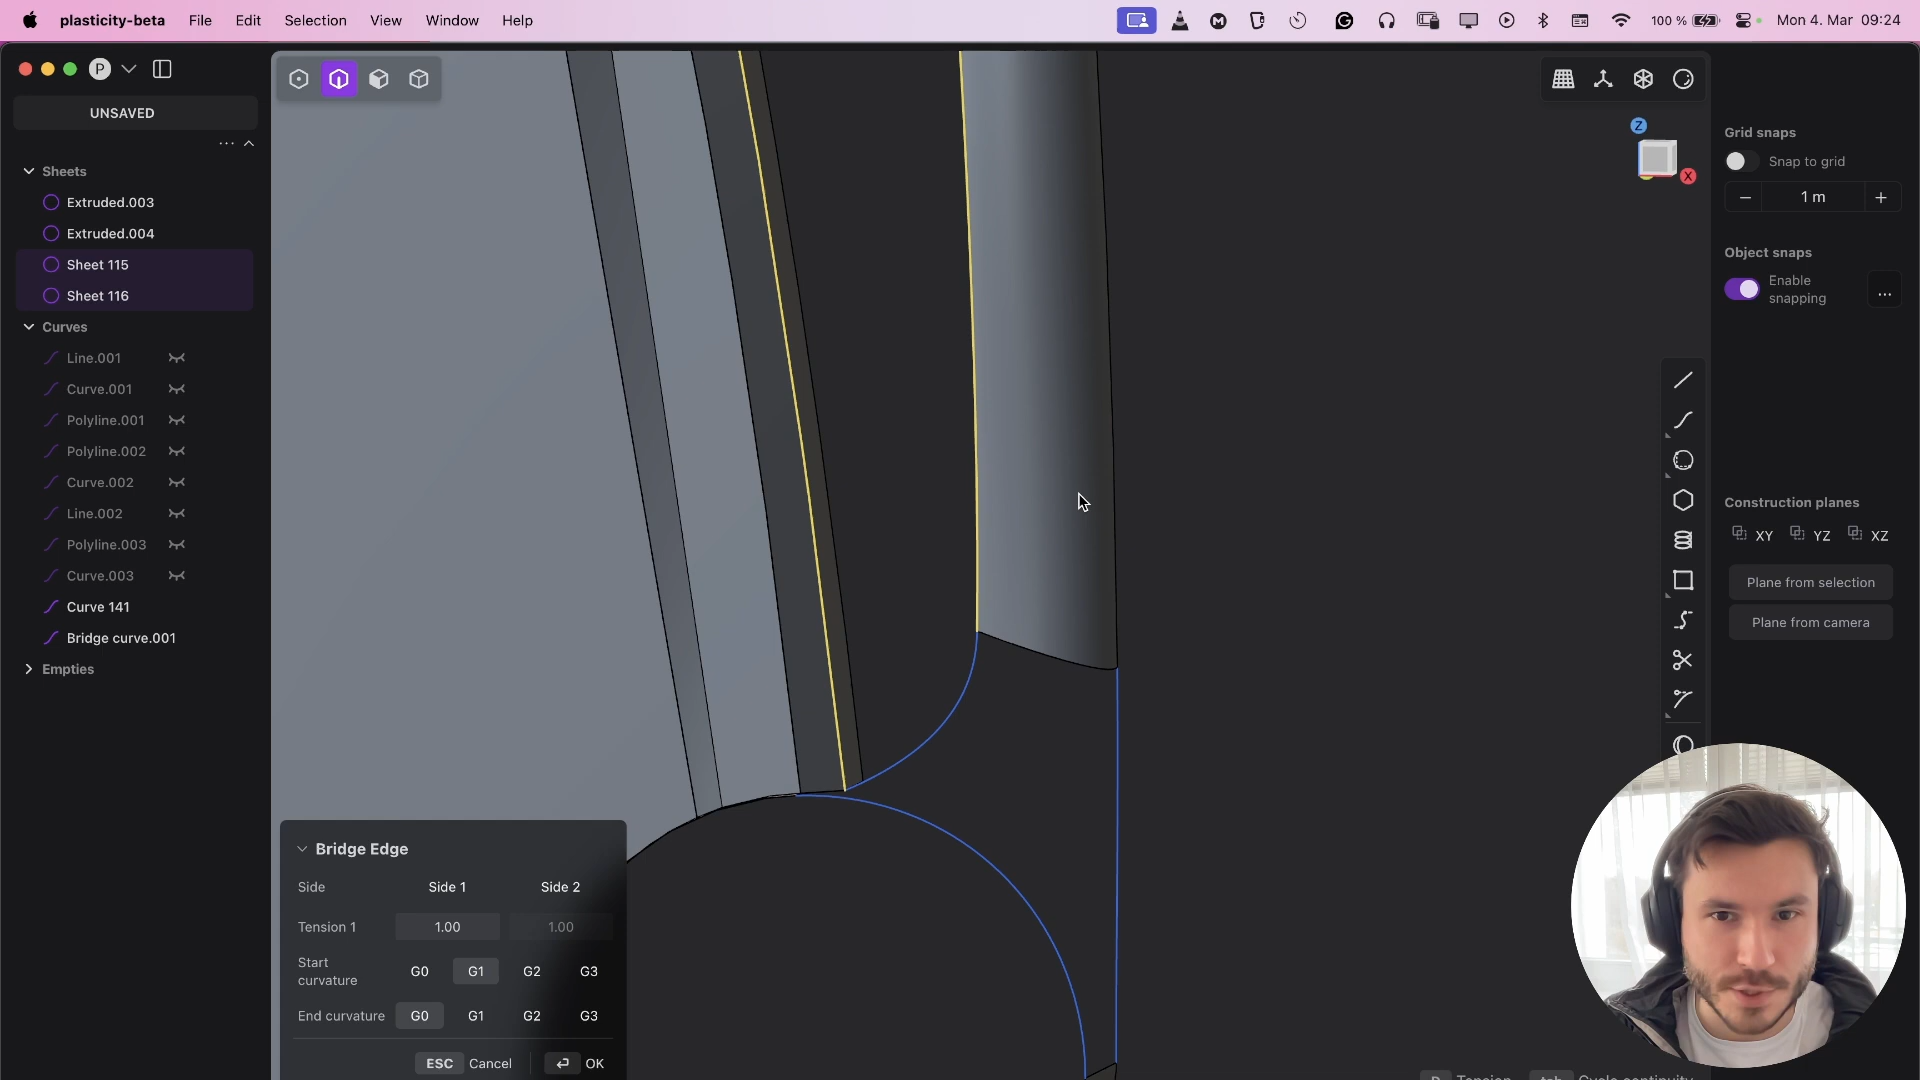 plasticity-beta File Edit Selection View Window Help 100 % Mon 4. Mar 09:24
P
UNSAVED
Sheets
Extruded.003
Extruded.004
Sheet 115
Sheet 116
Curves
Line.001
Curve.001
Polyline.001
Polyline.002
Curve.002
Line.002
Polyline.003
Curve.003
Curve 141
Bridge curve.001
Empties
Z
X
Grid snaps
Snap to grid
− 1 m +
Object snaps
Enable
snapping
...
Construction planes
XY YZ XZ
Plane from selection
Plane from camera
Bridge Edge
Side Side 1 Side 2
Tension 1 1.00 1.00
Start
curvature G0 G1 G2 G3
End curvature G0 G1 G2 G3
ESC Cancel OK
Tension Cycle continuity